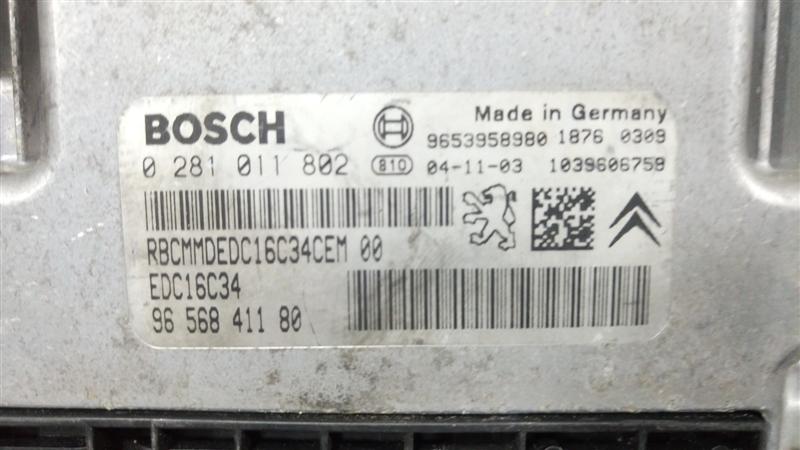 BOSCH
Made in Germany
9653958980 1876 0309
0 281 011 802 810 04-11-03 1039606759
RBCMMDEDC16C34CEM 00
EDC16C34
96 568 411 80